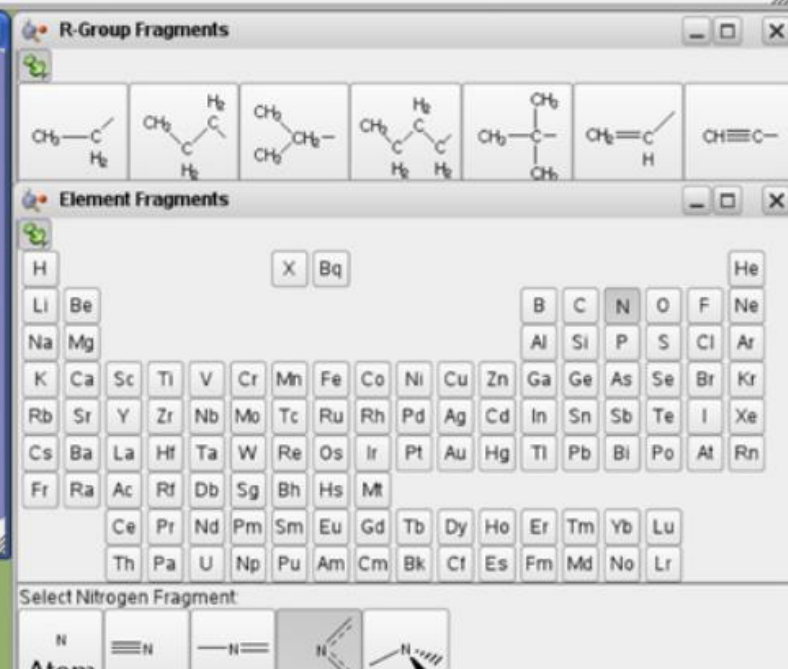 R-Group Fragments
H₂ CH₃ H₂ CH₃
CH₃ C CH₃ C CH₃ C CH₃ C CH₃ C CH₂ C CH C
C CH₃ CH H
H₂ H₂ H₂ H₂ CH₃
Element Fragments
H X Bq He
Li Be B C N O F Ne
Na Mg Al Si P S Cl Ar
K Ca Sc Ti V Cr Mn Fe Co Ni Cu Zn Ga Ge As Se Br Kr
Rb Sr Y Zr Nb Mo Tc Ru Rh Pd Ag Cd In Sn Sb Te I Xe
Cs Ba La Hf Ta W Re Os Ir Pt Au Hg Tl Pb Bi Po At Rn
Fr Ra Ac Rf Db Sg Bh Hs Mt
Ce Pr Nd Pm Sm Eu Gd Tb Dy Ho Er Tm Yb Lu
Th Pa U Np Pu Am Cm Bk Cf Es Fm Md No Lr
Select Nitrogen Fragment:
N N N N N
Atom